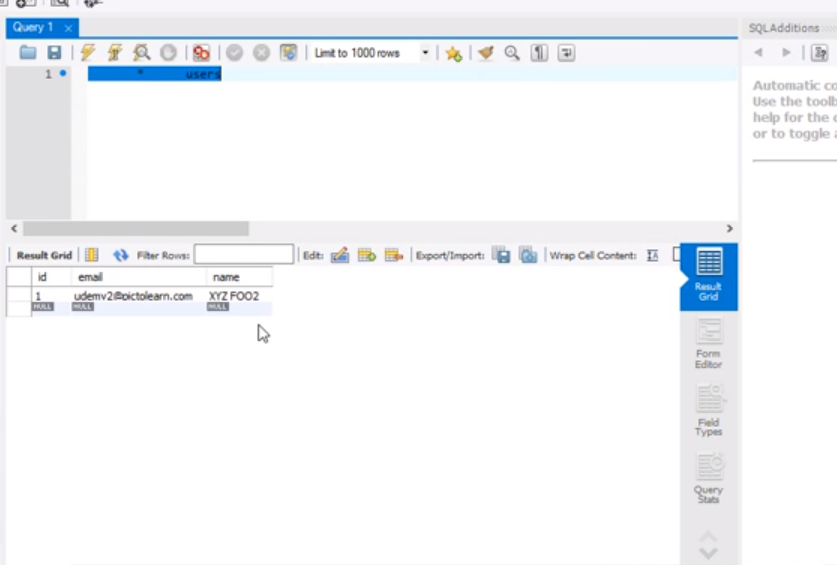 Query 1
SQLAdditions
Limit to 1000 rows
1
* users
Automatic co
Use the toolb
help for the c
or to toggle a
Result Grid
Filter Rows:
Edit:
Export/Import:
Wrap Cell Content:
id email name
1 udemy2@pictolearn.com XYZ FOO2
NULL NULL NULL
Result
Grid
Form
Editor
Field
Types
Query
Stats